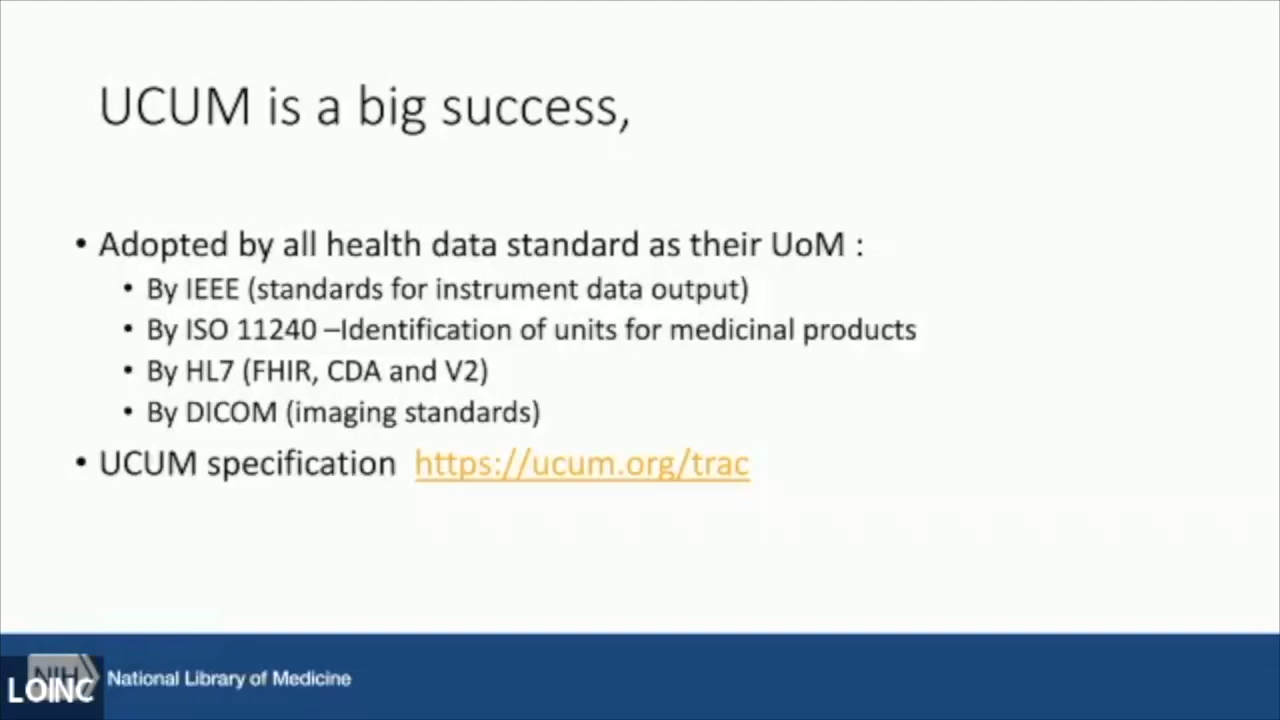 UCUM is a big success,
• Adopted by all health data standard as their UoM :
• By IEEE (standards for instrument data output)
• By ISO 11240 –Identification of units for medicinal products
• By HL7 (FHIR, CDA and V2)
• By DICOM (imaging standards)
• UCUM specification https://ucum.org/trac
NIH National Library of Medicine
LOINC